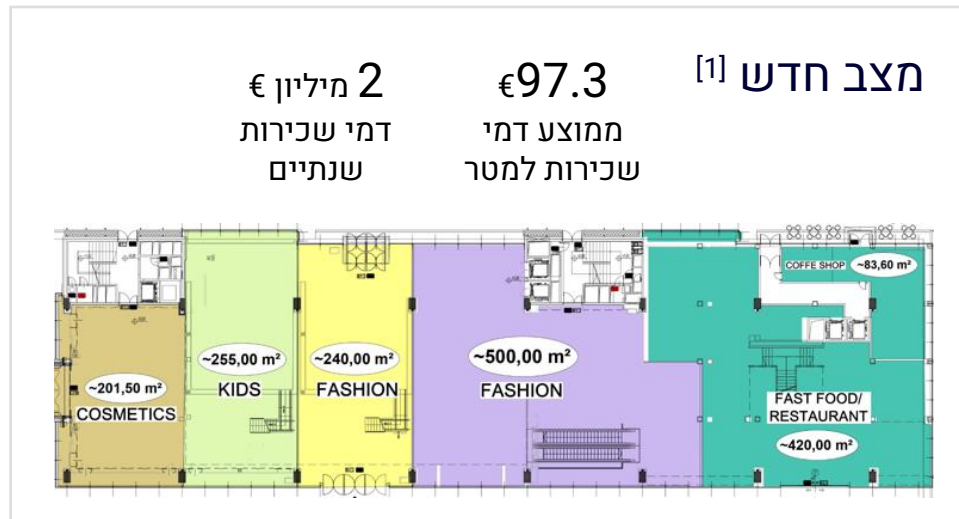 מצב חדש [1]
97.3€
ממוצע דמי
שכירות למטר
2 מיליון €
דמי שכירות
שנתיים
~201,50 m²
COSMETICS
~255,00 m²
KIDS
~240,00 m²
FASHION
~500,00 m²
FASHION
COFFE SHOP ~83,60 m²
FAST FOOD/
RESTAURANT
~420,00 m²